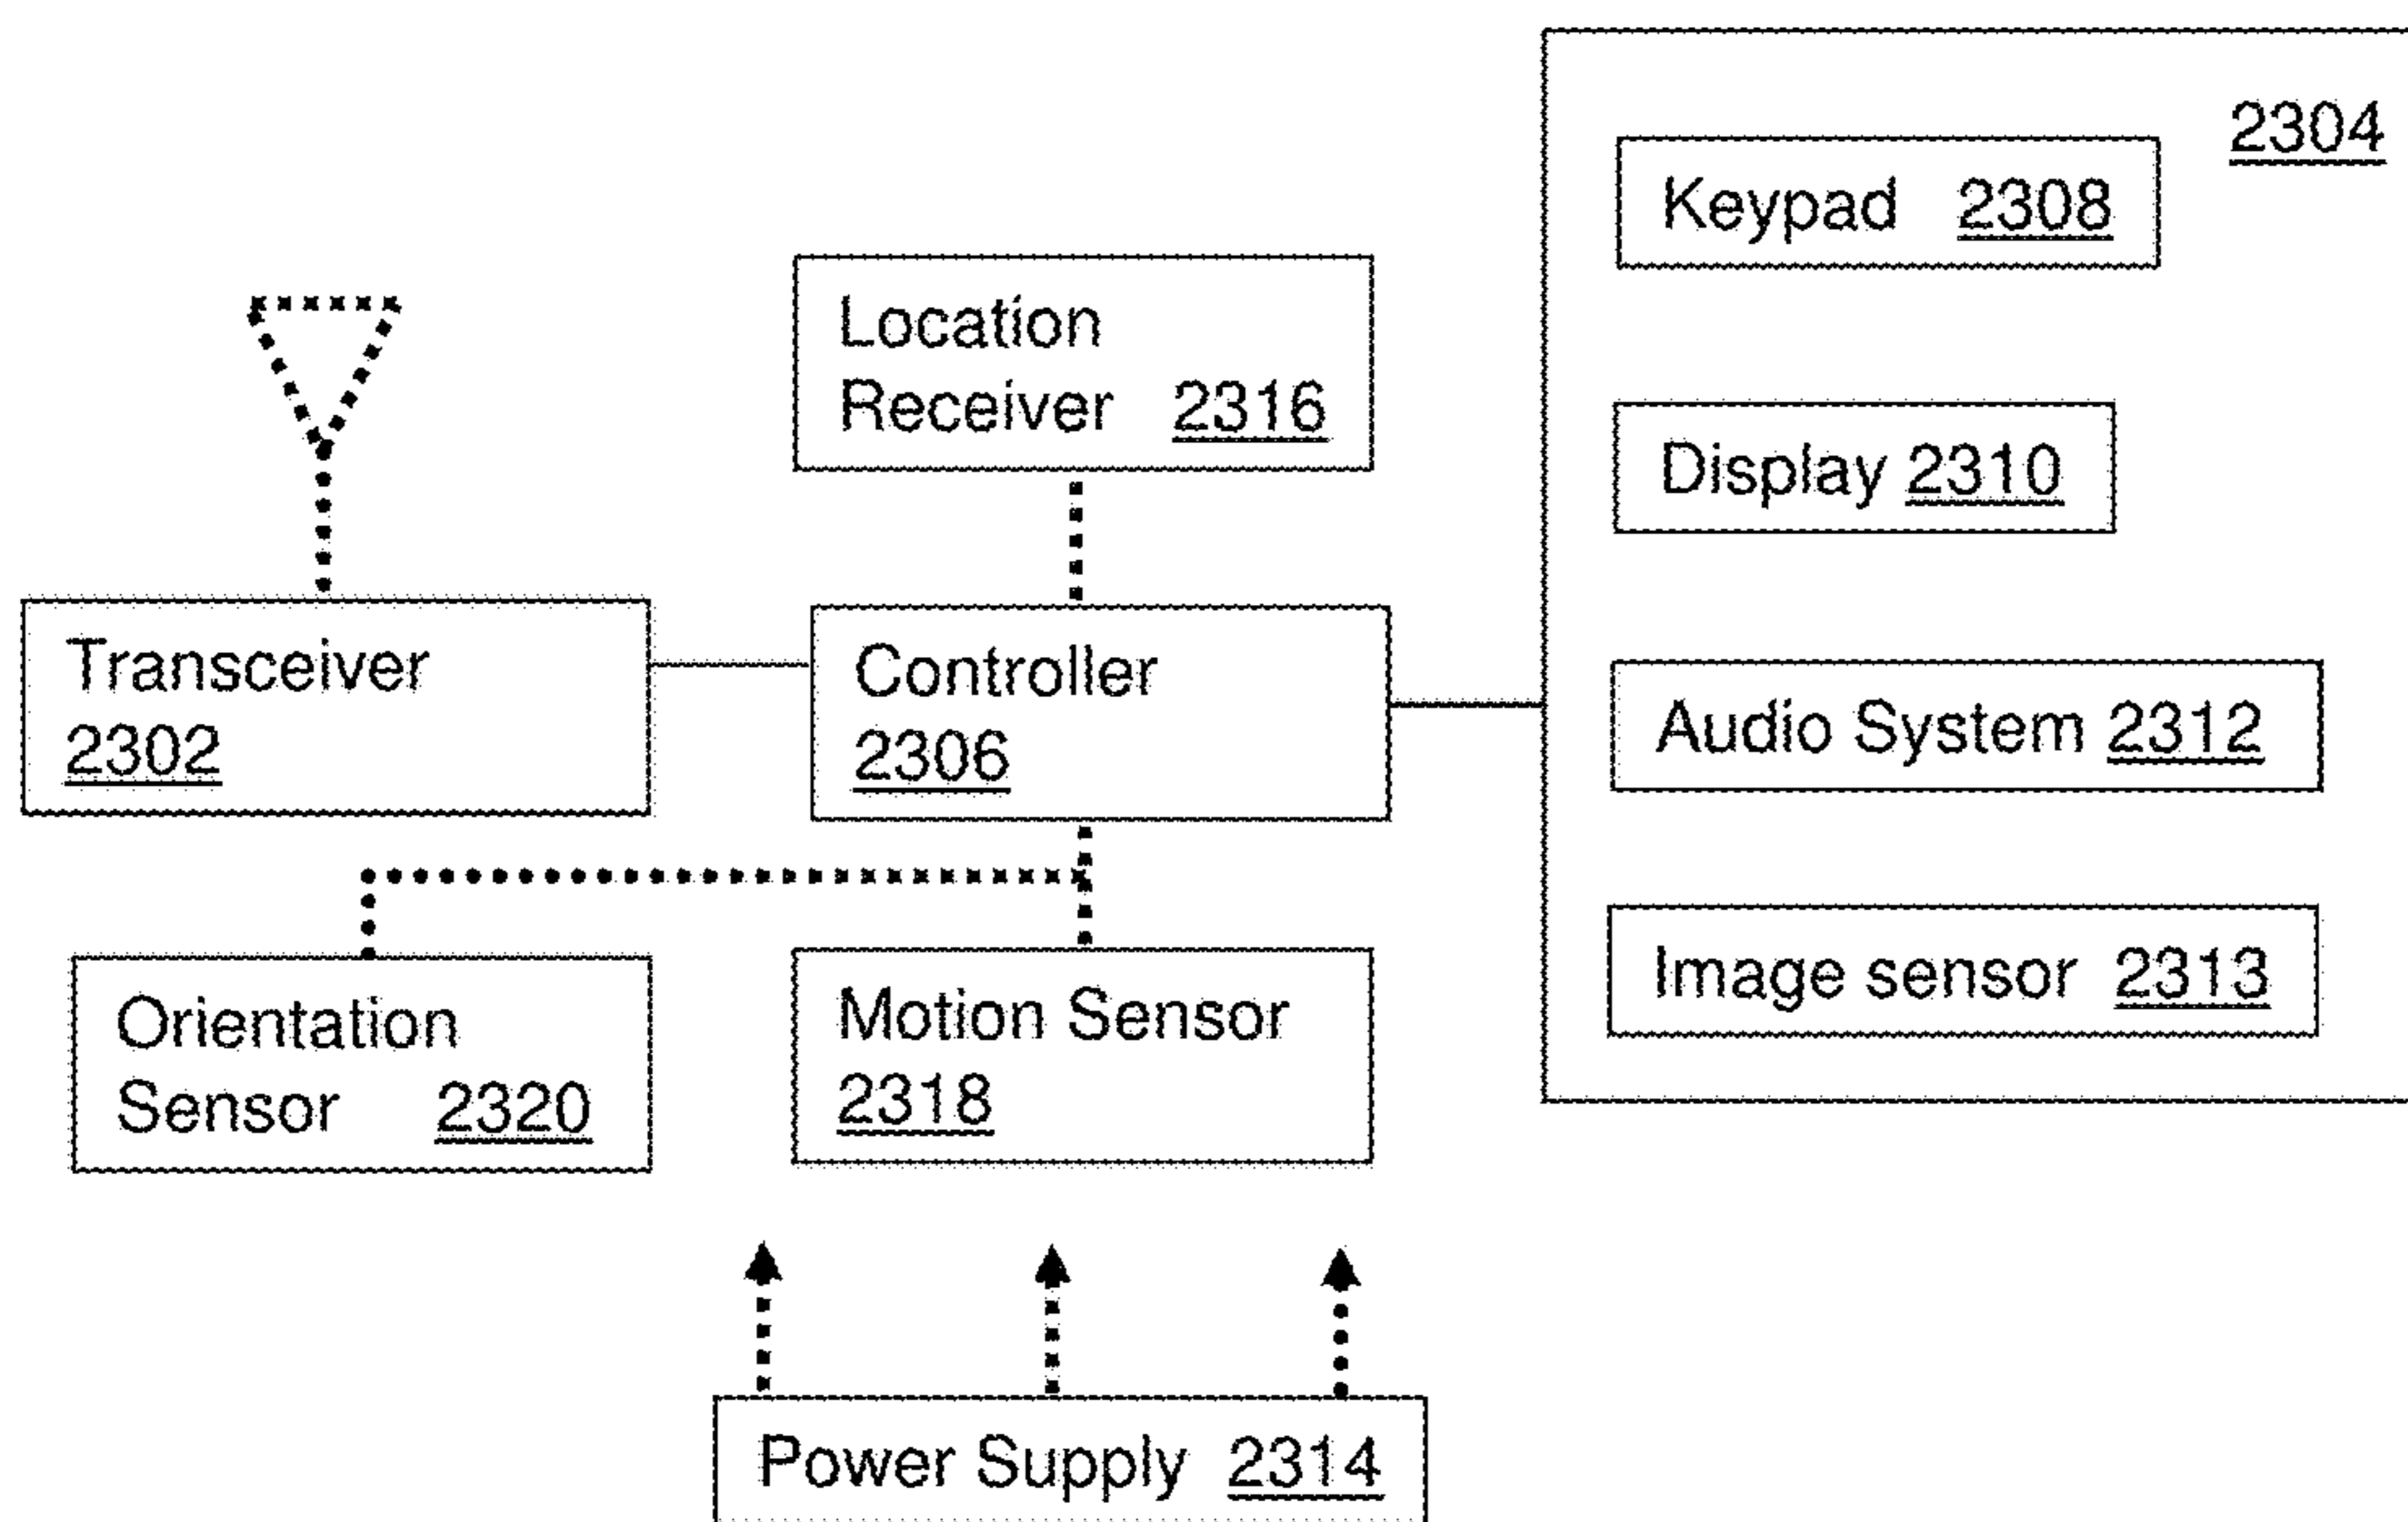 2304
Keypad 2308
Location
Receiver 2316
Display 2310
Transceiver
2302
Controller
2306
Audio System 2312
Image sensor 2313
Orientation
Sensor 2320
Motion Sensor
2318
Power Supply 2314